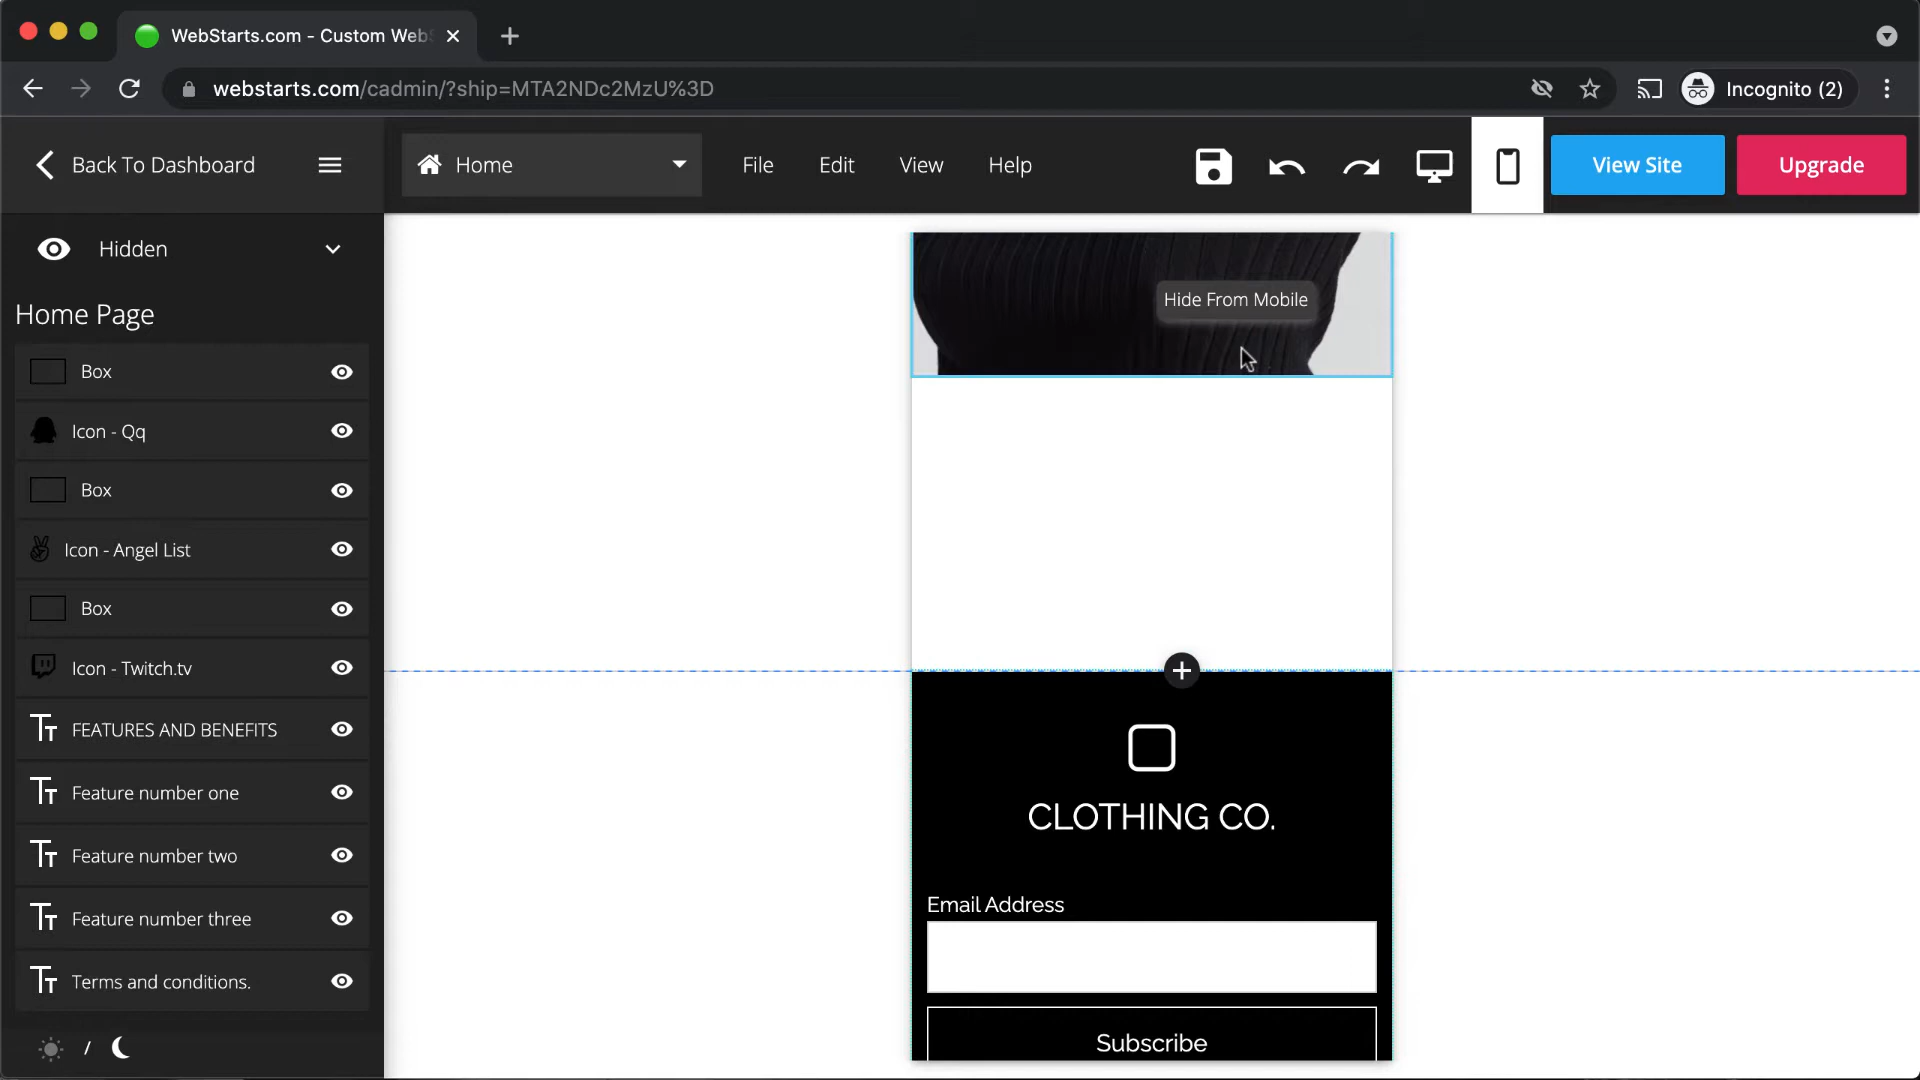 WebStarts.com - Custom Web
webstarts.com/cadmin/?ship=MTA2NDc2MzU%3D
Incognito (2)
Back To Dashboard
Home
File
Edit
View
Help
View Site
Upgrade
Hidden
Home Page
Box
Icon - Qq
Box
Icon - Angel List
Box
Icon - Twitch.tv
FEATURES AND BENEFITS
Feature number one
Feature number two
Feature number three
Terms and conditions.
/
Hide From Mobile
CLOTHING CO.
Email Address
Subscribe